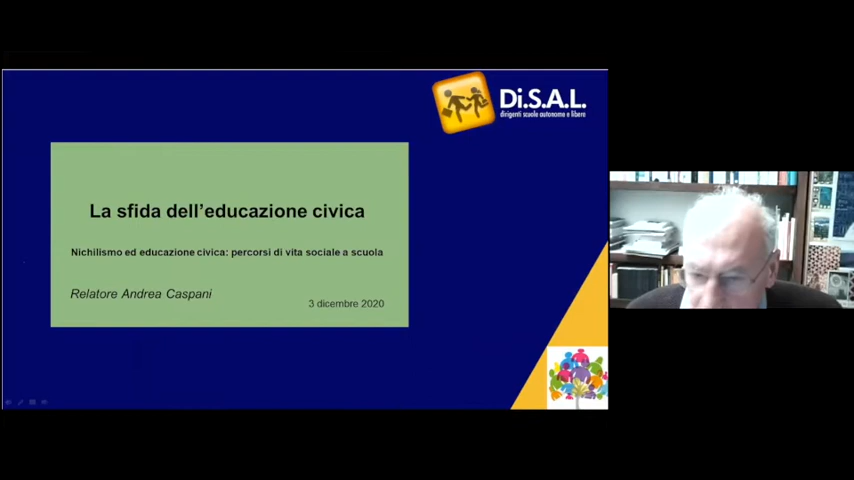 Di.S.A.L.
dirigenti scuole autonome e libere
La sfida dell'educazione civica
Nichilismo ed educazione civica: percorsi di vita sociale a scuola
Relatore Andrea Caspani
3 dicembre 2020